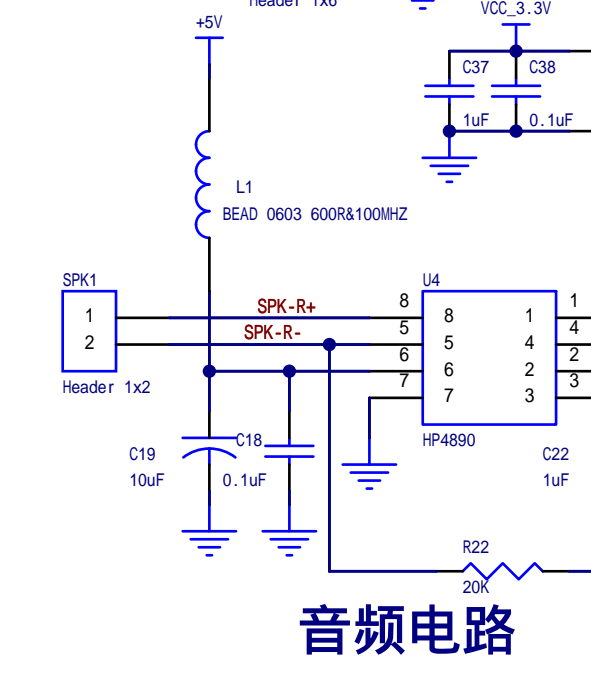 Header 1x6
+5V
VCC_3.3V
C37
C38
1uF
0.1uF
L1
BEAD 0603 600R&100MHZ
SPK1
U4
1
2
SPK-R+
SPK-R-
8
5
6
7
8
5
6
7
1
4
2
3
1
4
2
3
Header 1x2
HP4890
C19
10uF
C18
0.1uF
C22
1uF
R22
20K
音频电路